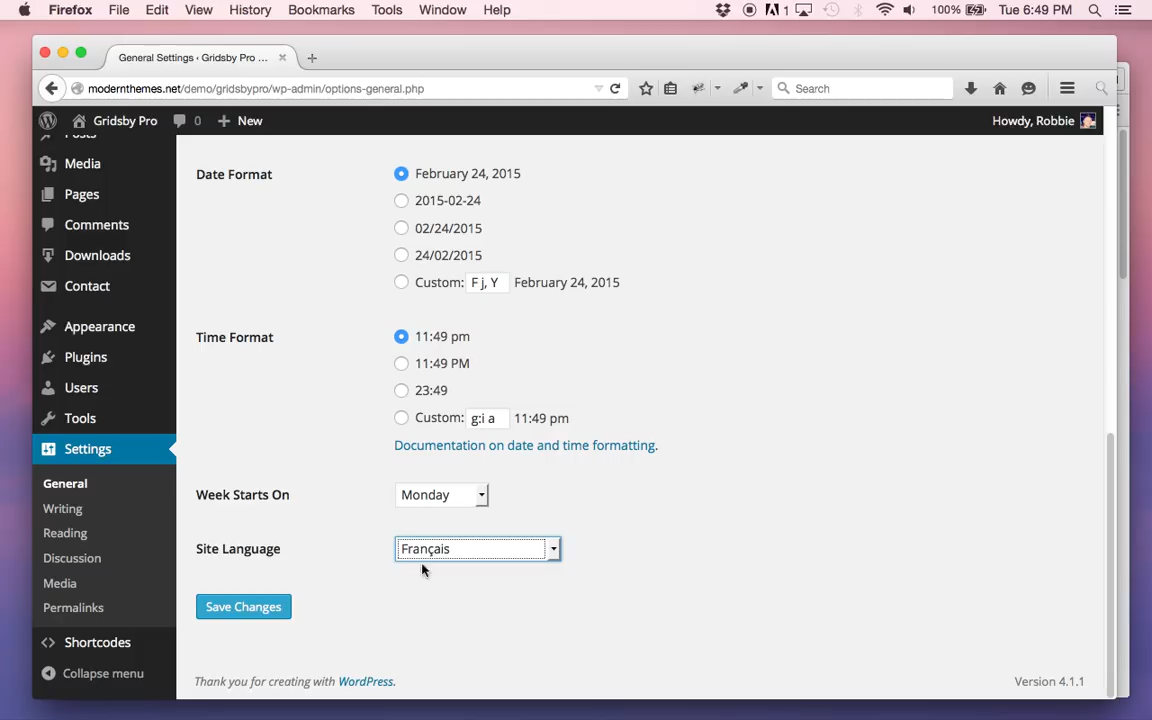 Firefox File Edit View History Bookmarks Tools Window Help 1 100% Tue 6:49 PM
General Settings ‹ Gridsby Pro ...
modernthemes.net/demo/gridsbypro/wp-admin/options-general.php Search
Gridsby Pro 0 + New Howdy, Robbie
Posts
Media
Pages
Comments
Downloads
Contact
Appearance
Plugins
Users
Tools
Settings
General
Writing
Reading
Discussion
Media
Permalinks
Shortcodes
Collapse menu
Date Format
February 24, 2015
2015-02-24
02/24/2015
24/02/2015
Custom: F j, Y February 24, 2015
Time Format
11:49 pm
11:49 PM
23:49
Custom: g:i a 11:49 pm
Documentation on date and time formatting.
Week Starts On Monday
Site Language Français
Save Changes
Thank you for creating with WordPress. Version 4.1.1